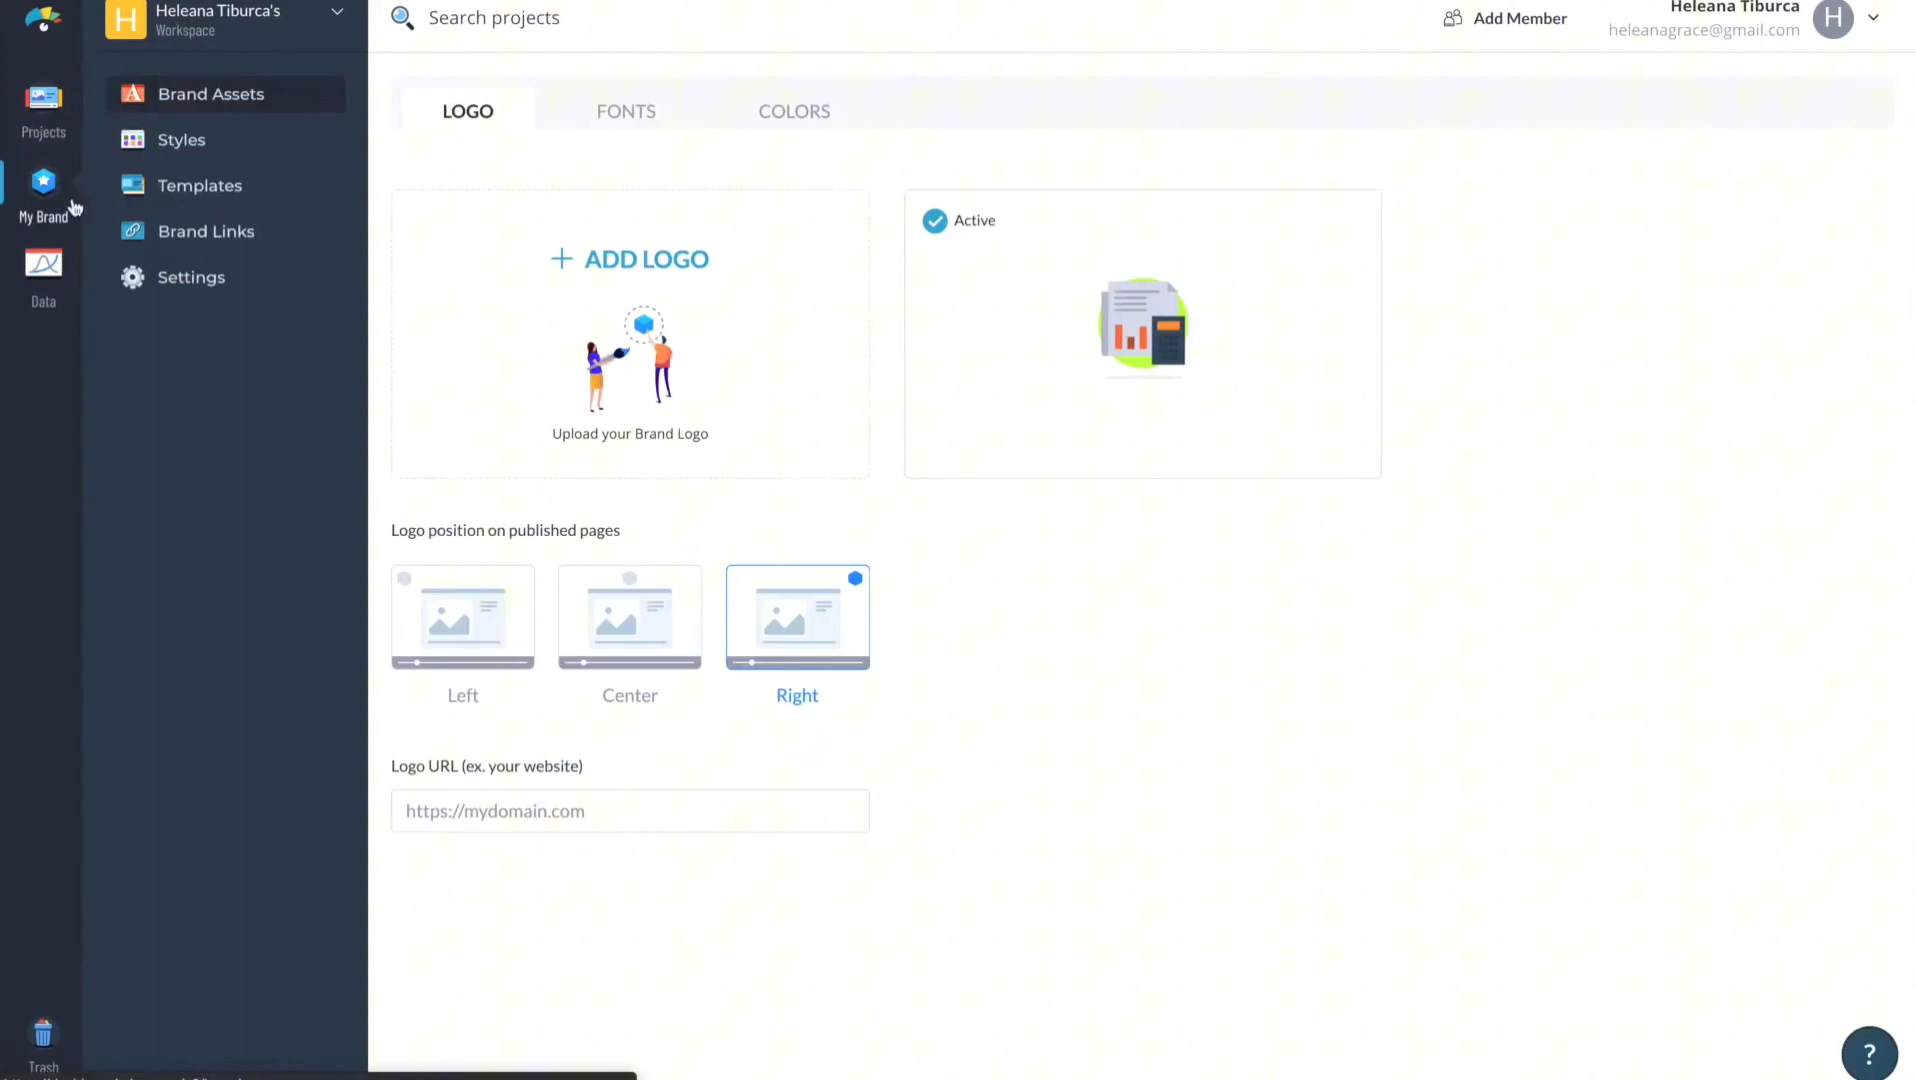 H
Heleana Tiburca's
Workspace
Search projects
Add Member
Heleana Tiburca
heleanagrace@gmail.com
H
Projects
My Brand
Data
Trash
Brand Assets
Styles
Templates
Brand Links
Settings
LOGO
FONTS
COLORS
+ ADD LOGO
Upload your Brand Logo
Active
Logo position on published pages
Left
Center
Right
Logo URL (ex. your website)
https://mydomain.com
?